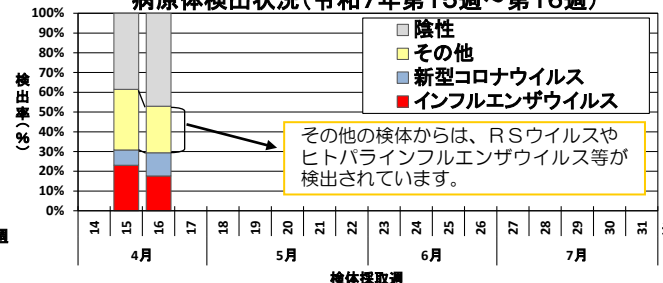 病原体検出状況(令和7年第15週~第16週)
100%
90%
80%
70%
60%
50%
40%
30%
20%
10%
0%
検出率(%)
陰性
その他
新型コロナウイルス
インフルエンザウイルス
その他の検体からは、RSウイルスや
ヒトパラインフルエンザウイルス等が
検出されています。
14 15 16 17 18 19 20 21 22 23 24 25 26 27 28 29 30 31
4月 5月 6月 7月
検体採取週
週